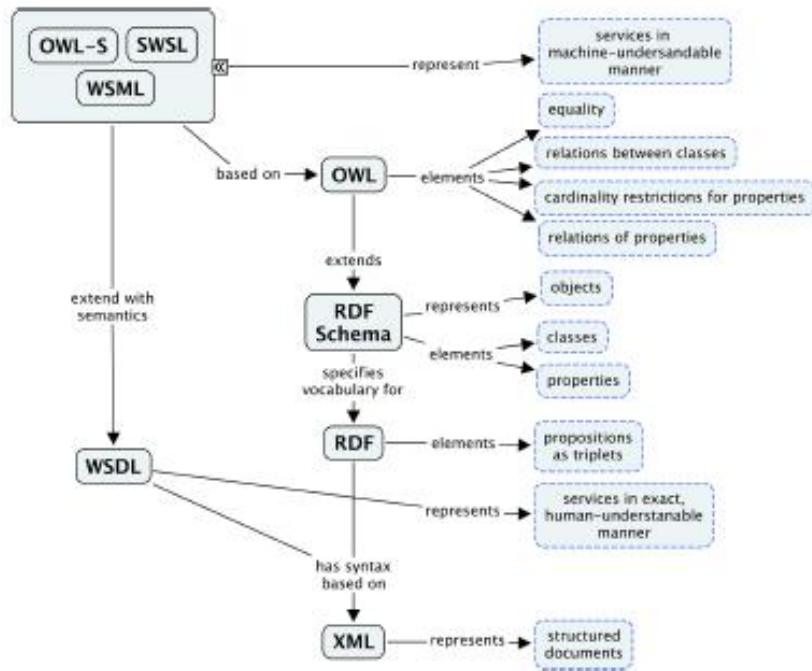 OWL-S
SWSL
WSML
represent
services in
machine-undersandable
manner
equality
based on
OWL
elements
relations between classes
cardinality restrictions for properties
relations of properties
extends
extend with
semantics
RDF
Schema
represents
objects
elements
classes
properties
specifies
vocabulary for
WSDL
RDF
elements
propositions
as triplets
represents
services in exact,
human-understanable
manner
has syntax
based on
XML
represents
structured
documents